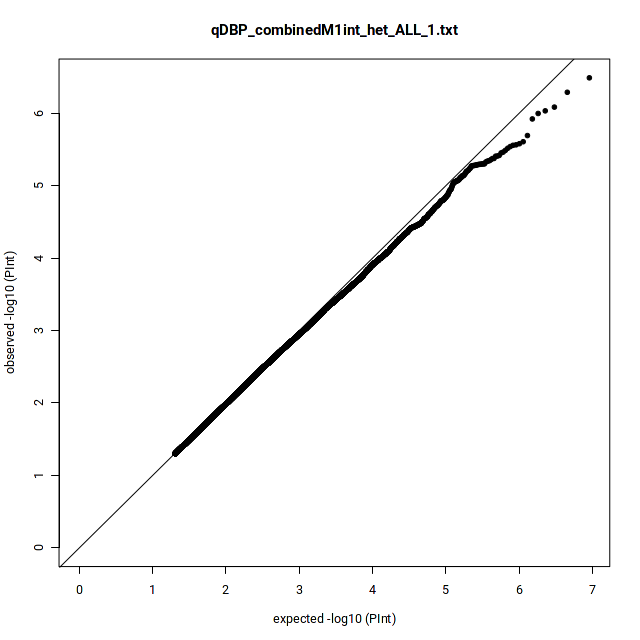 qDBP_combinedM1int_het_ALL_1.txt
6
5
4
3
2
1
0
observed -log10 (PInt)
0 1 2 3 4 5 6 7
expected -log10 (PInt)